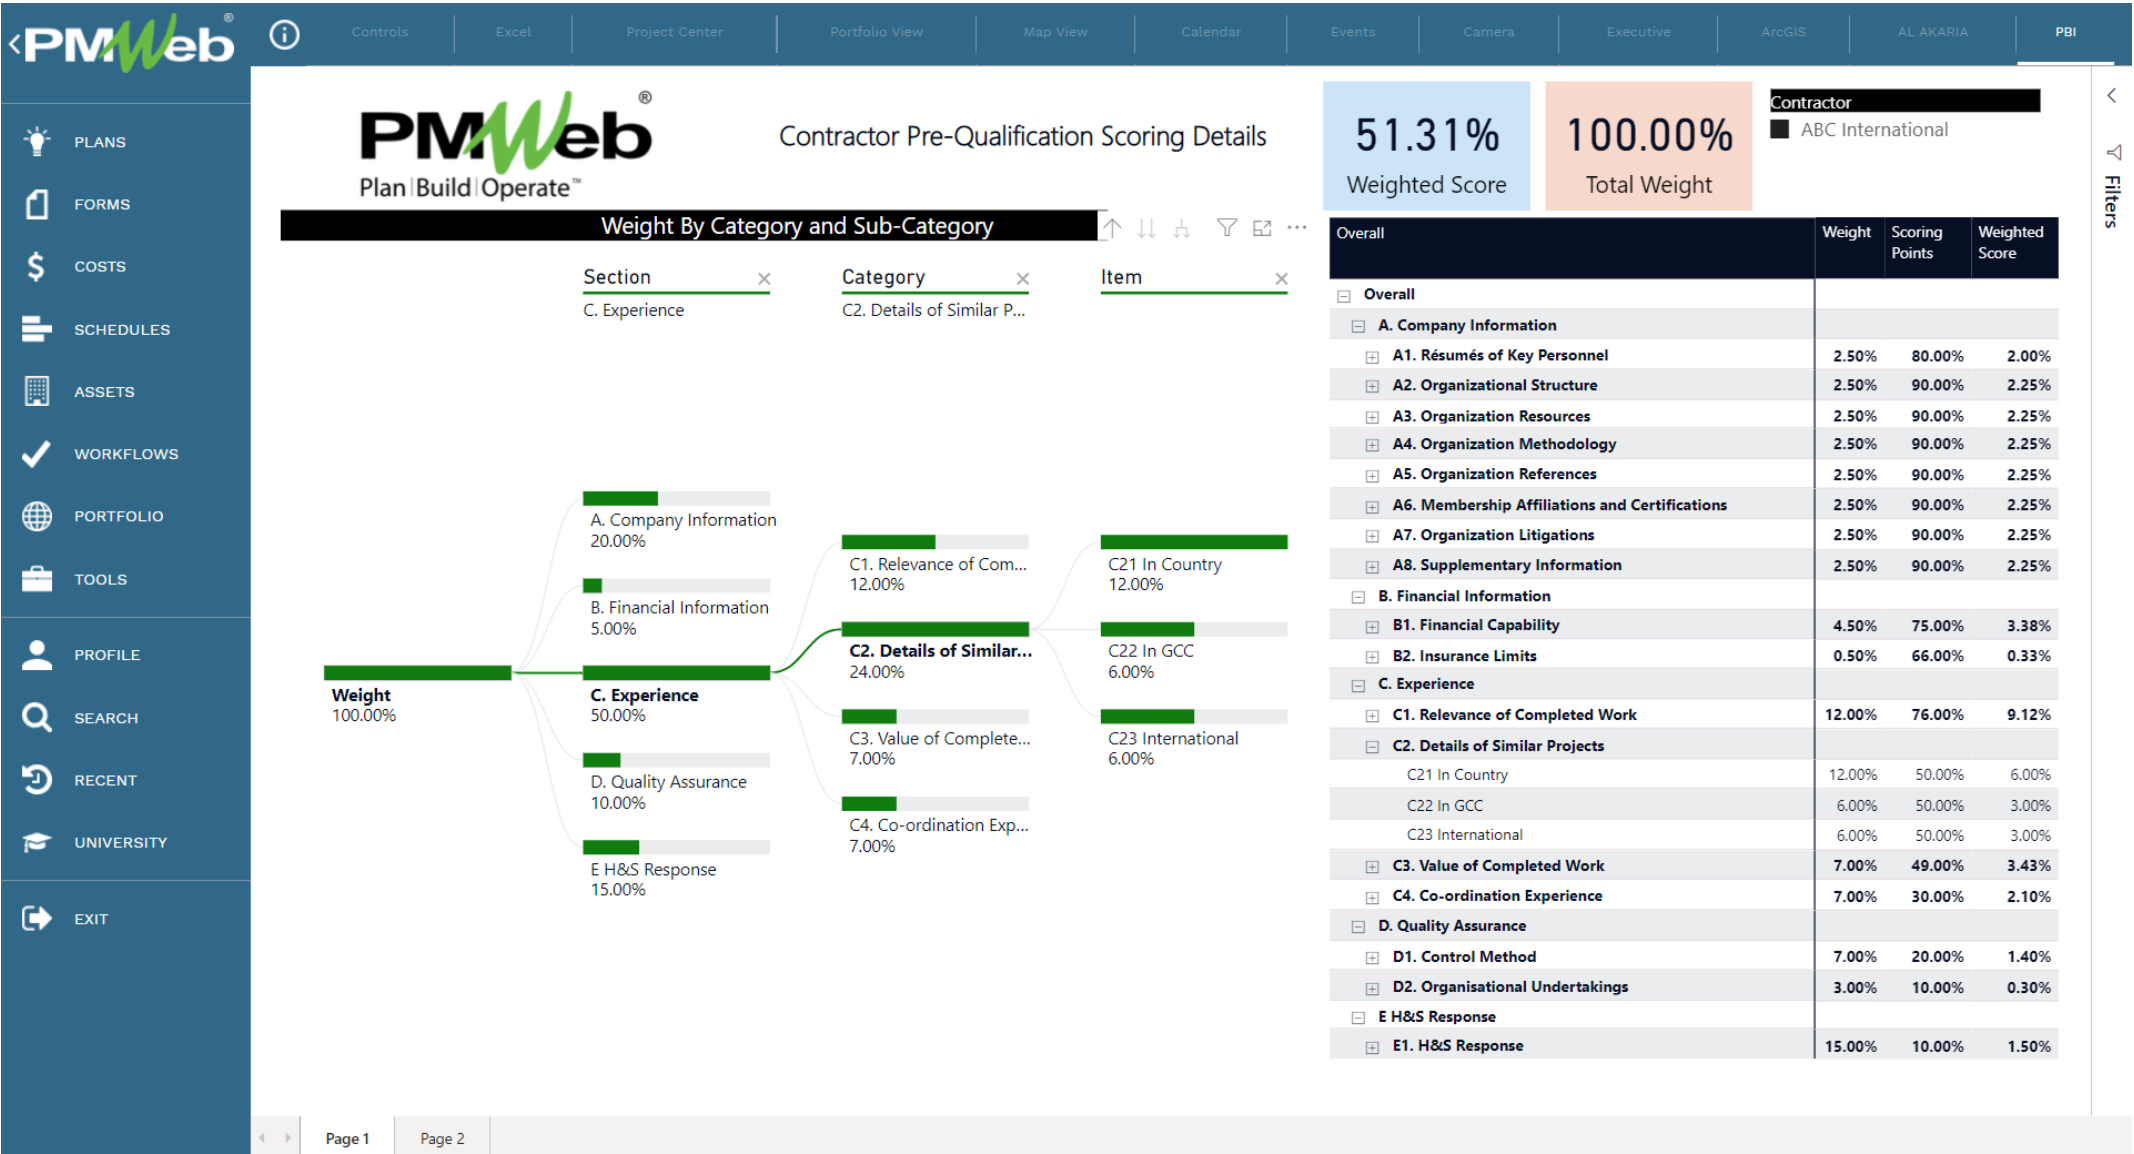 PMWeb®
Controls
Excel
Project Center
Portfolio View
Map View
Calendar
Events
Camera
Executive
ArcGIS
AL AKARIA
PBI
PLANS
FORMS
COSTS
SCHEDULES
ASSETS
WORKFLOWS
PORTFOLIO
TOOLS
PROFILE
SEARCH
RECENT
UNIVERSITY
EXIT
PMWeb®
Plan|Build|Operate™
Contractor Pre-Qualification Scoring Details
51.31%
Weighted Score
100.00%
Total Weight
Contractor
ABC International
Filters
Weight By Category and Sub-Category
Section
C. Experience
Category
C2. Details of Similar P...
Item
Weight
100.00%
A. Company Information
20.00%
B. Financial Information
5.00%
C. Experience
50.00%
D. Quality Assurance
10.00%
E H&S Response
15.00%
C1. Relevance of Com...
12.00%
C2. Details of Similar...
24.00%
C3. Value of Complete...
7.00%
C4. Co-ordination Exp...
7.00%
C21 In Country
12.00%
C22 In GCC
6.00%
C23 International
6.00%
Overall Weight Scoring Points Weighted Score
Overall
A. Company Information
A1. Résumés of Key Personnel 2.50% 80.00% 2.00%
A2. Organizational Structure 2.50% 90.00% 2.25%
A3. Organization Resources 2.50% 90.00% 2.25%
A4. Organization Methodology 2.50% 90.00% 2.25%
A5. Organization References 2.50% 90.00% 2.25%
A6. Membership Affiliations and Certifications 2.50% 90.00% 2.25%
A7. Organization Litigations 2.50% 90.00% 2.25%
A8. Supplementary Information 2.50% 90.00% 2.25%
B. Financial Information
B1. Financial Capability 4.50% 75.00% 3.38%
B2. Insurance Limits 0.50% 66.00% 0.33%
C. Experience
C1. Relevance of Completed Work 12.00% 76.00% 9.12%
C2. Details of Similar Projects
C21 In Country 12.00% 50.00% 6.00%
C22 In GCC 6.00% 50.00% 3.00%
C23 International 6.00% 50.00% 3.00%
C3. Value of Completed Work 7.00% 49.00% 3.43%
C4. Co-ordination Experience 7.00% 30.00% 2.10%
D. Quality Assurance
D1. Control Method 7.00% 20.00% 1.40%
D2. Organisational Undertakings 3.00% 10.00% 0.30%
E H&S Response
E1. H&S Response 15.00% 10.00% 1.50%
Page 1
Page 2